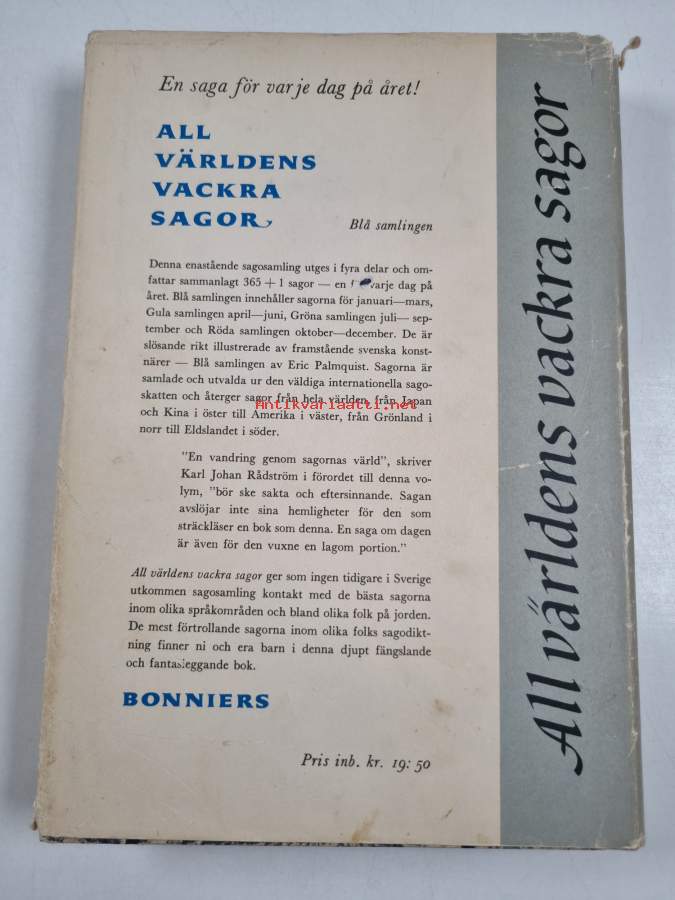 En saga för varje dag på året!
ALL
VÄRLDENS
VACKRA
SAGOR
Blå samlingen
Denna enastående sagosamling utges i fyra delar och om-
fattar sammanlagt 365 + 1 sagor — en varje dag på
året. Blå samlingen innehåller sagorna för januari—mars,
Gula samlingen april—juni, Gröna samlingen juli— sep-
tember och Röda samlingen oktober—december. De är
slösande rikt illustrerade av framstående svenska konst-
närer — Blå samlingen av Eric Palmquist. Sagorna är
samlade och utvalda ur den väldiga internationella sago-
skatten och återger sagor från hela världen, från Japan
och Kina i öster till Amerika i väster, från Grönland i
norr till Eldslandet i söder.
"En vandring genom sagornas värld", skriver
Karl Johan Rådström i förordet till denna vo-
lym, "bör ske sakta och eftersinnande. Sagan
avslöjar inte sina hemligheter för den som
sträckläser en bok som denna. En saga om dagen
är även för den vuxne en lagom portion."
All världens vackra sagor ger som ingen tidigare i Sverige
utkommen sagosamling kontakt med de bästa sagorna
inom olika språkområden och bland olika folk på jorden.
De mest förtrollande sagorna inom olika folks sagodikt-
ning finner ni och era barn i denna djupt fängslande
och fantasieggande bok.
BONNIERS
Pris inb. kr. 19: 50
All världens vackra sagor
Antikvariaatti.net